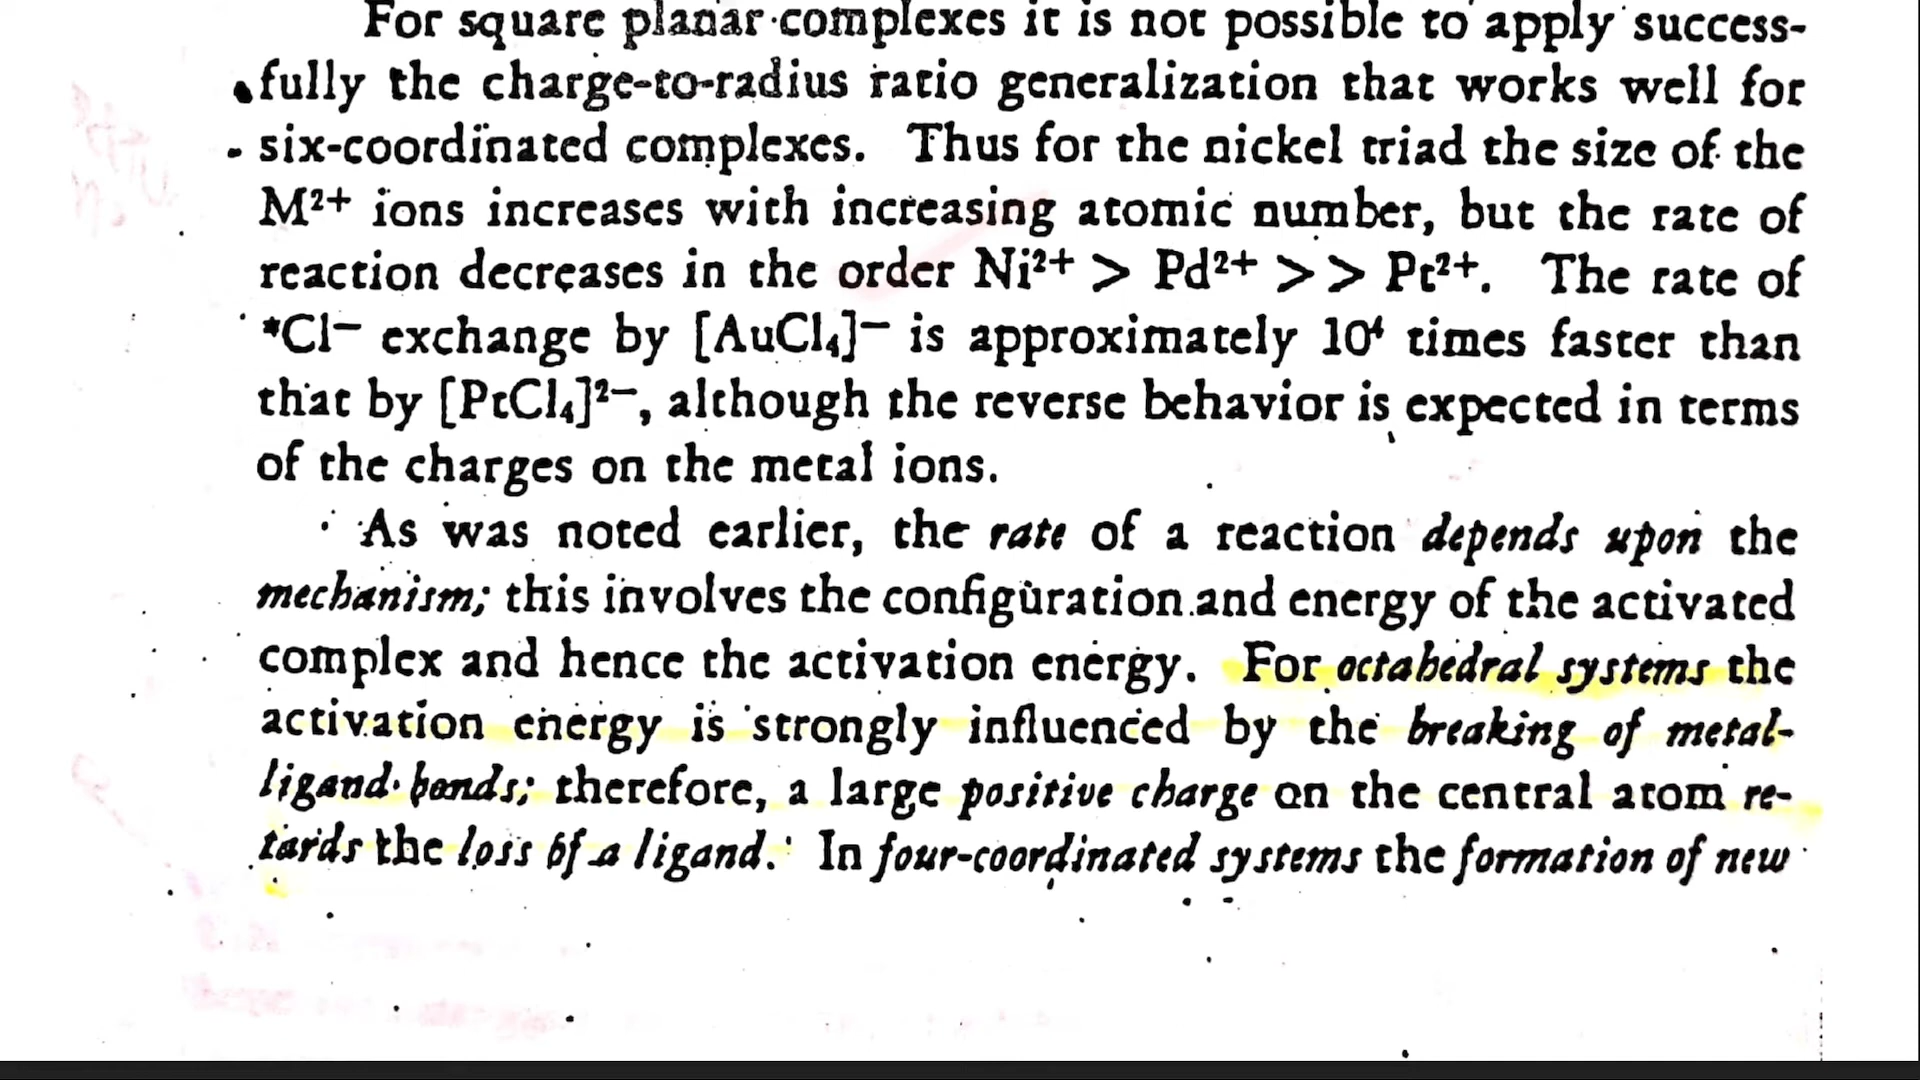 For square planar complexes it is not possible to apply success-
fully the charge-to-radius ratio generalization that works well for
six-coordinated complexes. Thus for the nickel triad the size of the
M²⁺ ions increases with increasing atomic number, but the rate of
reaction decreases in the order Ni²⁺ > Pd²⁺ >> Pt²⁺. The rate of
*Cl⁻ exchange by [AuCl₄]⁻ is approximately 10⁴ times faster than
that by [PtCl₄]²⁻, although the reverse behavior is expected in terms
of the charges on the metal ions.
As was noted earlier, the rate of a reaction depends upon the
mechanism; this involves the configuration and energy of the activated
complex and hence the activation energy. For octahedral systems the
activation energy is strongly influenced by the breaking of metal-
ligand bonds; therefore, a large positive charge on the central atom re-
tards the loss of a ligand. In four-coordinated systems the formation of new